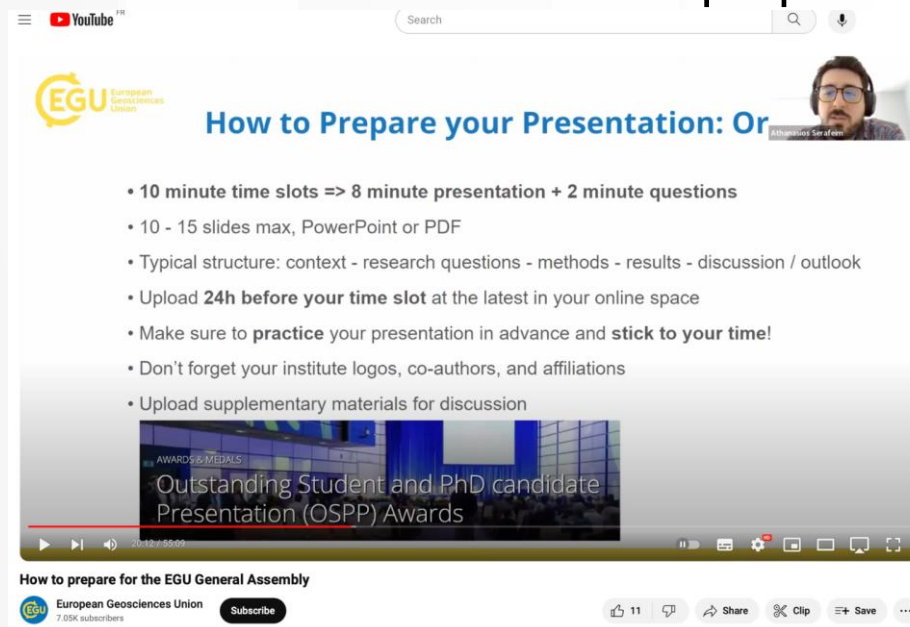 YouTube FR
Search
EGU European
Geosciences
Union
How to Prepare your Presentation: Or
Athanasios Serafeim
• 10 minute time slots => 8 minute presentation + 2 minute questions
• 10 - 15 slides max, PowerPoint or PDF
• Typical structure: context - research questions - methods - results - discussion / outlook
• Upload 24h before your time slot at the latest in your online space
• Make sure to practice your presentation in advance and stick to your time!
• Don't forget your institute logos, co-authors, and affiliations
• Upload supplementary materials for discussion
AWARDS & MEDALS
Outstanding Student and PhD candidate
Presentation (OSPP) Awards
20:12 / 55:09
How to prepare for the EGU General Assembly
EGU
European Geosciences Union
7.05K subscribers
Subscribe
11
Share
Clip
Save